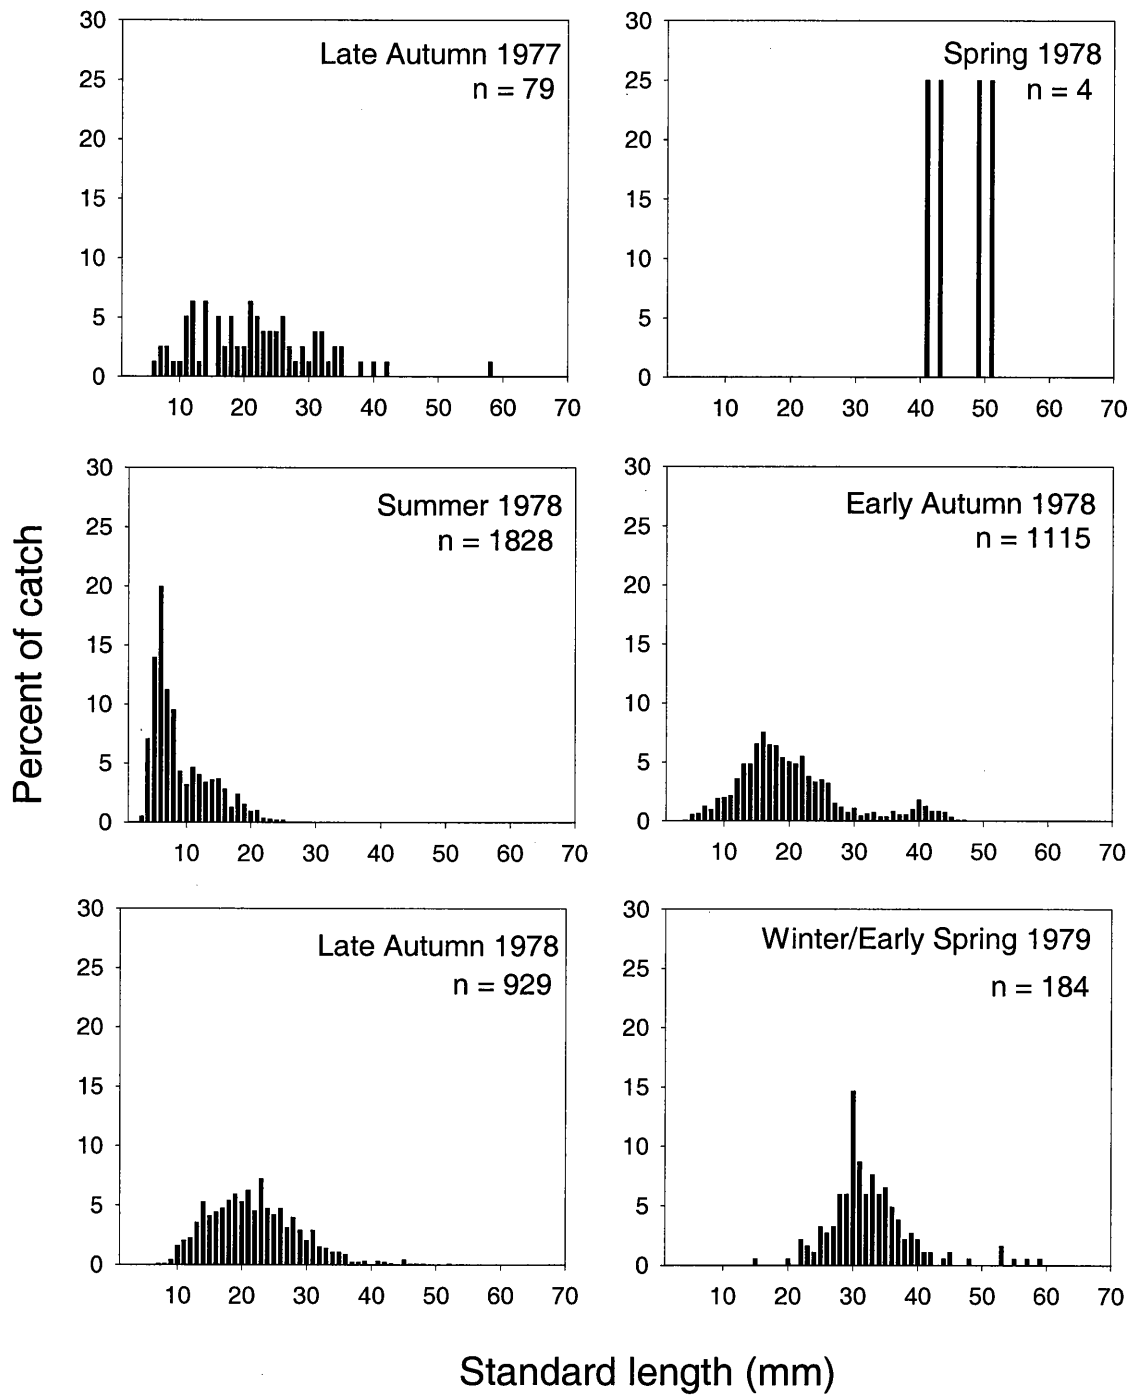 Late Autumn 1977
n = 79
30
25
20
15
10
5
0
10 20 30 40 50 60 70
Spring 1978
n = 4
30
25
20
15
10
5
0
10 20 30 40 50 60 70
Percent of catch
Summer 1978
n = 1828
30
25
20
15
10
5
0
10 20 30 40 50 60 70
Early Autumn 1978
n = 1115
30
25
20
15
10
5
0
10 20 30 40 50 60 70
Late Autumn 1978
n = 929
30
25
20
15
10
5
0
10 20 30 40 50 60 70
Winter/Early Spring 1979
n = 184
30
25
20
15
10
5
0
10 20 30 40 50 60 70
Standard length (mm)